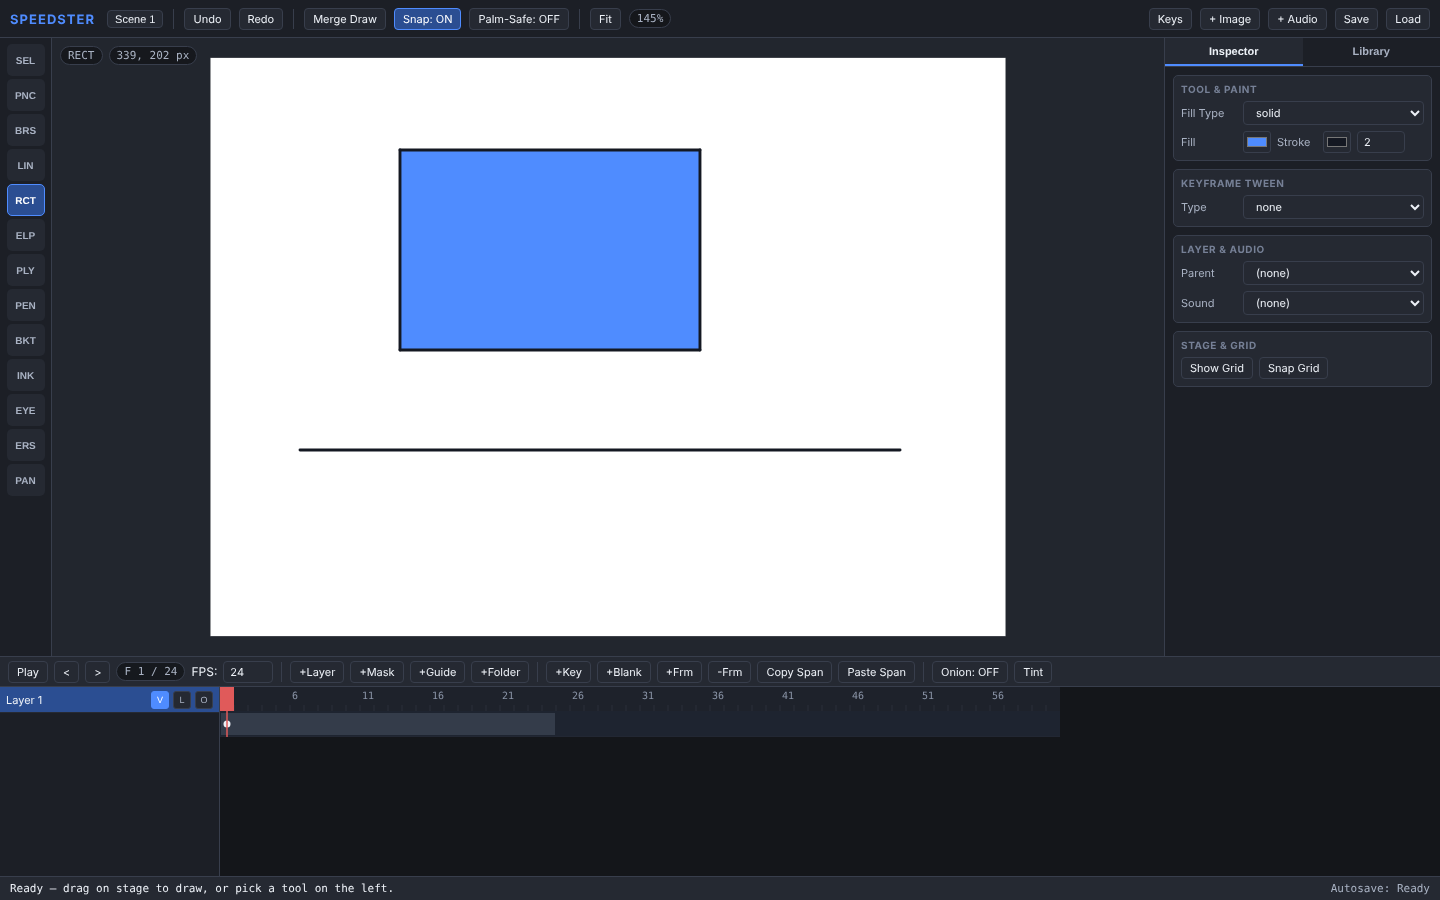 SPEEDSTER Scene 1 Undo Redo Merge Draw Snap: ON Palm-Safe: OFF Fit 145% Keys + Image + Audio Save Load
SEL
PNC
BRS
LIN
RCT
ELP
PLY
PEN
BKT
INK
EYE
ERS
PAN
RECT 339, 202 px
Inspector Library
TOOL & PAINT
Fill Type solid
Fill Stroke 2
KEYFRAME TWEEN
Type none
LAYER & AUDIO
Parent (none)
Sound (none)
STAGE & GRID
Show Grid Snap Grid
Play < > F 1 / 24 FPS: 24 +Layer +Mask +Guide +Folder +Key +Blank +Frm -Frm Copy Span Paste Span Onion: OFF Tint
Layer 1 V L O 6 11 16 21 26 31 36 41 46 51 56
Ready — drag on stage to draw, or pick a tool on the left. Autosave: Ready